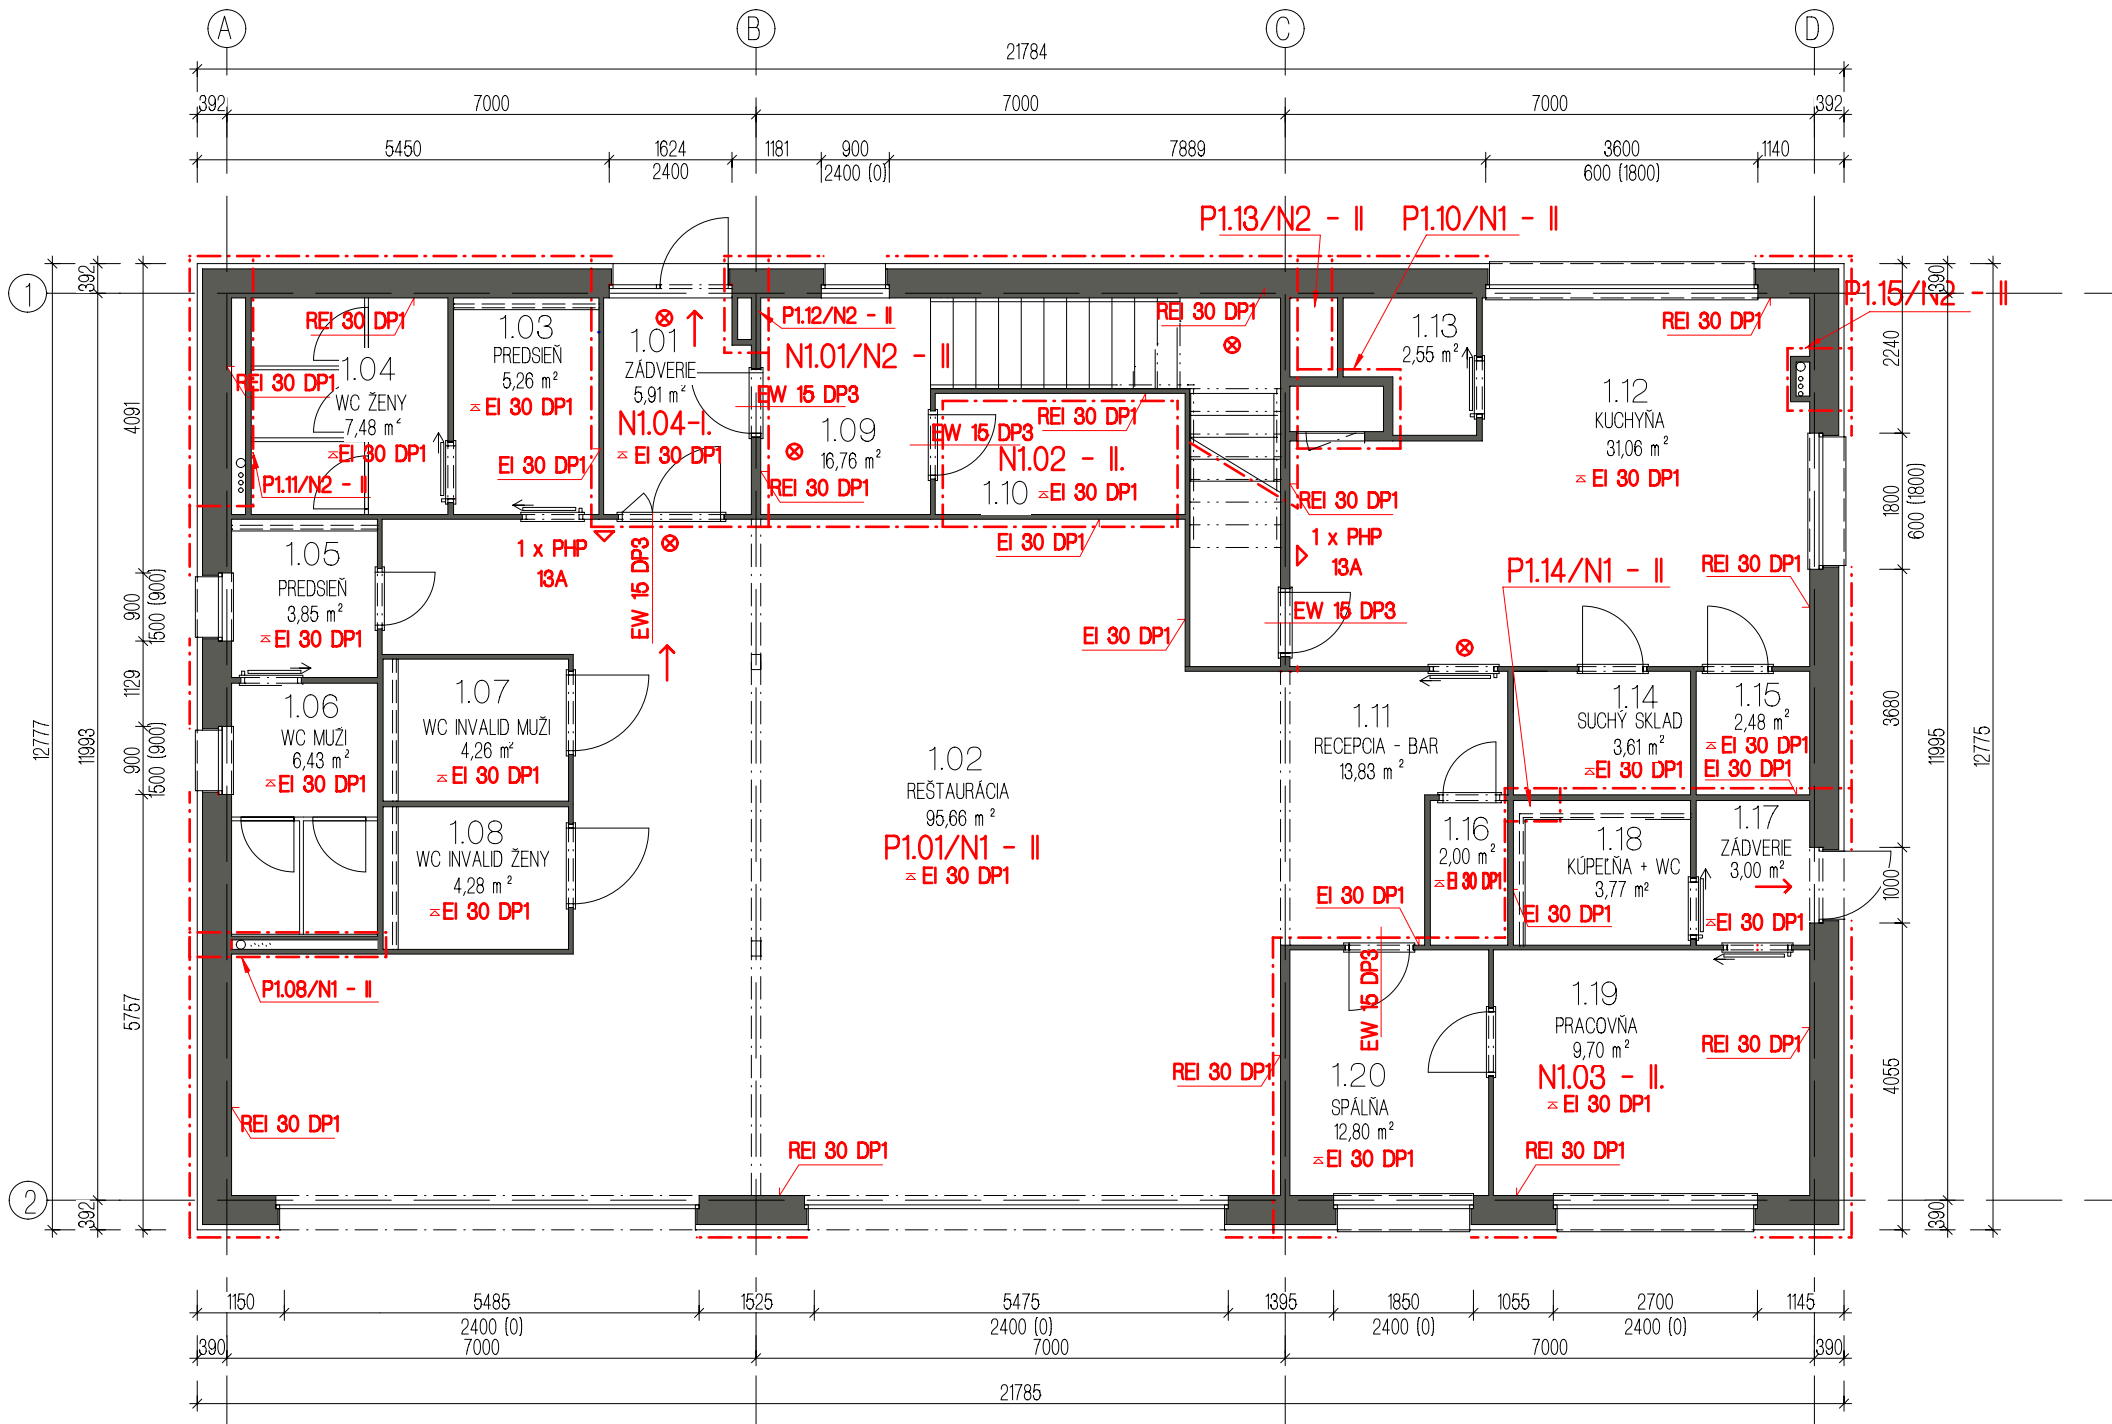 A
B
C
D
21784
392
7000
7000
7000
392
5450
1624
2400
1181
900
2400 (0)
7889
3600
600 (1800)
1140
P1.13/N2 - II
P1.10/N1 - II
P1.15/N2 - II
1
2
12777
392
11993
392
4091
900
1500 (900)
1129
900
1500 (900)
5757
390
2240
1800
600 (1800)
3680
1000
4055
390
11995
12775
REI 30 DP1
REI 30 DP1
1.04
WC ŽENY
7,48 m²
EI 30 DP1
P1.11/N2 - II
1.03
PREDSIEŇ
5,26 m²
EI 30 DP1
EI 30 DP1
1.01
ZÁDVERIE
5,91 m²
N1.04-I.
EI 30 DP1
P1.12/N2 - II
N1.01/N2 - II
EW 15 DP3
1.09
16,76 m²
REI 30 DP1
REI 30 DP1
EW 15 DP3
REI 30 DP1
N1.02 - II.
1.10
EI 30 DP1
EI 30 DP1
1.13
2,55 m²
REI 30 DP1
1.12
KUCHYŇA
31,06 m²
EI 30 DP1
REI 30 DP1
1 x PHP
13A
1 x PHP
13A
EW 15 DP3
EI 30 DP1
EW 15 DP3
P1.14/N1 - II
REI 30 DP1
1.05
PREDSIEŇ
3,85 m²
EI 30 DP1
1.06
WC MUŽI
6,43 m²
EI 30 DP1
1.07
WC INVALID MUŽI
4,26 m²
EI 30 DP1
1.08
WC INVALID ŽENY
4,28 m²
EI 30 DP1
P1.08/N1 - II
1.02
REŠTAURÁCIA
95,66 m²
P1.01/N1 - II
EI 30 DP1
1.11
RECEPCIA - BAR
13,83 m²
1.14
SUCHÝ SKLAD
3,61 m²
EI 30 DP1
1.15
2,48 m²
EI 30 DP1
EI 30 DP1
1.16
2,00 m²
EI 30 DP1
1.18
KÚPEĽŇA + WC
3,77 m²
EI 30 DP1
1.17
ZÁDVERIE
3,00 m²
EI 30 DP1
EI 30 DP1
EW 15 DP3
REI 30 DP1
1.20
SPÁLŇA
12,80 m²
EI 30 DP1
1.19
PRACOVŇA
9,70 m²
N1.03 - II.
EI 30 DP1
REI 30 DP1
REI 30 DP1
REI 30 DP1
REI 30 DP1
1150
5485
2400 (0)
1525
5475
2400 (0)
1395
1850
2400 (0)
1055
2700
2400 (0)
1145
390
7000
7000
7000
390
21785